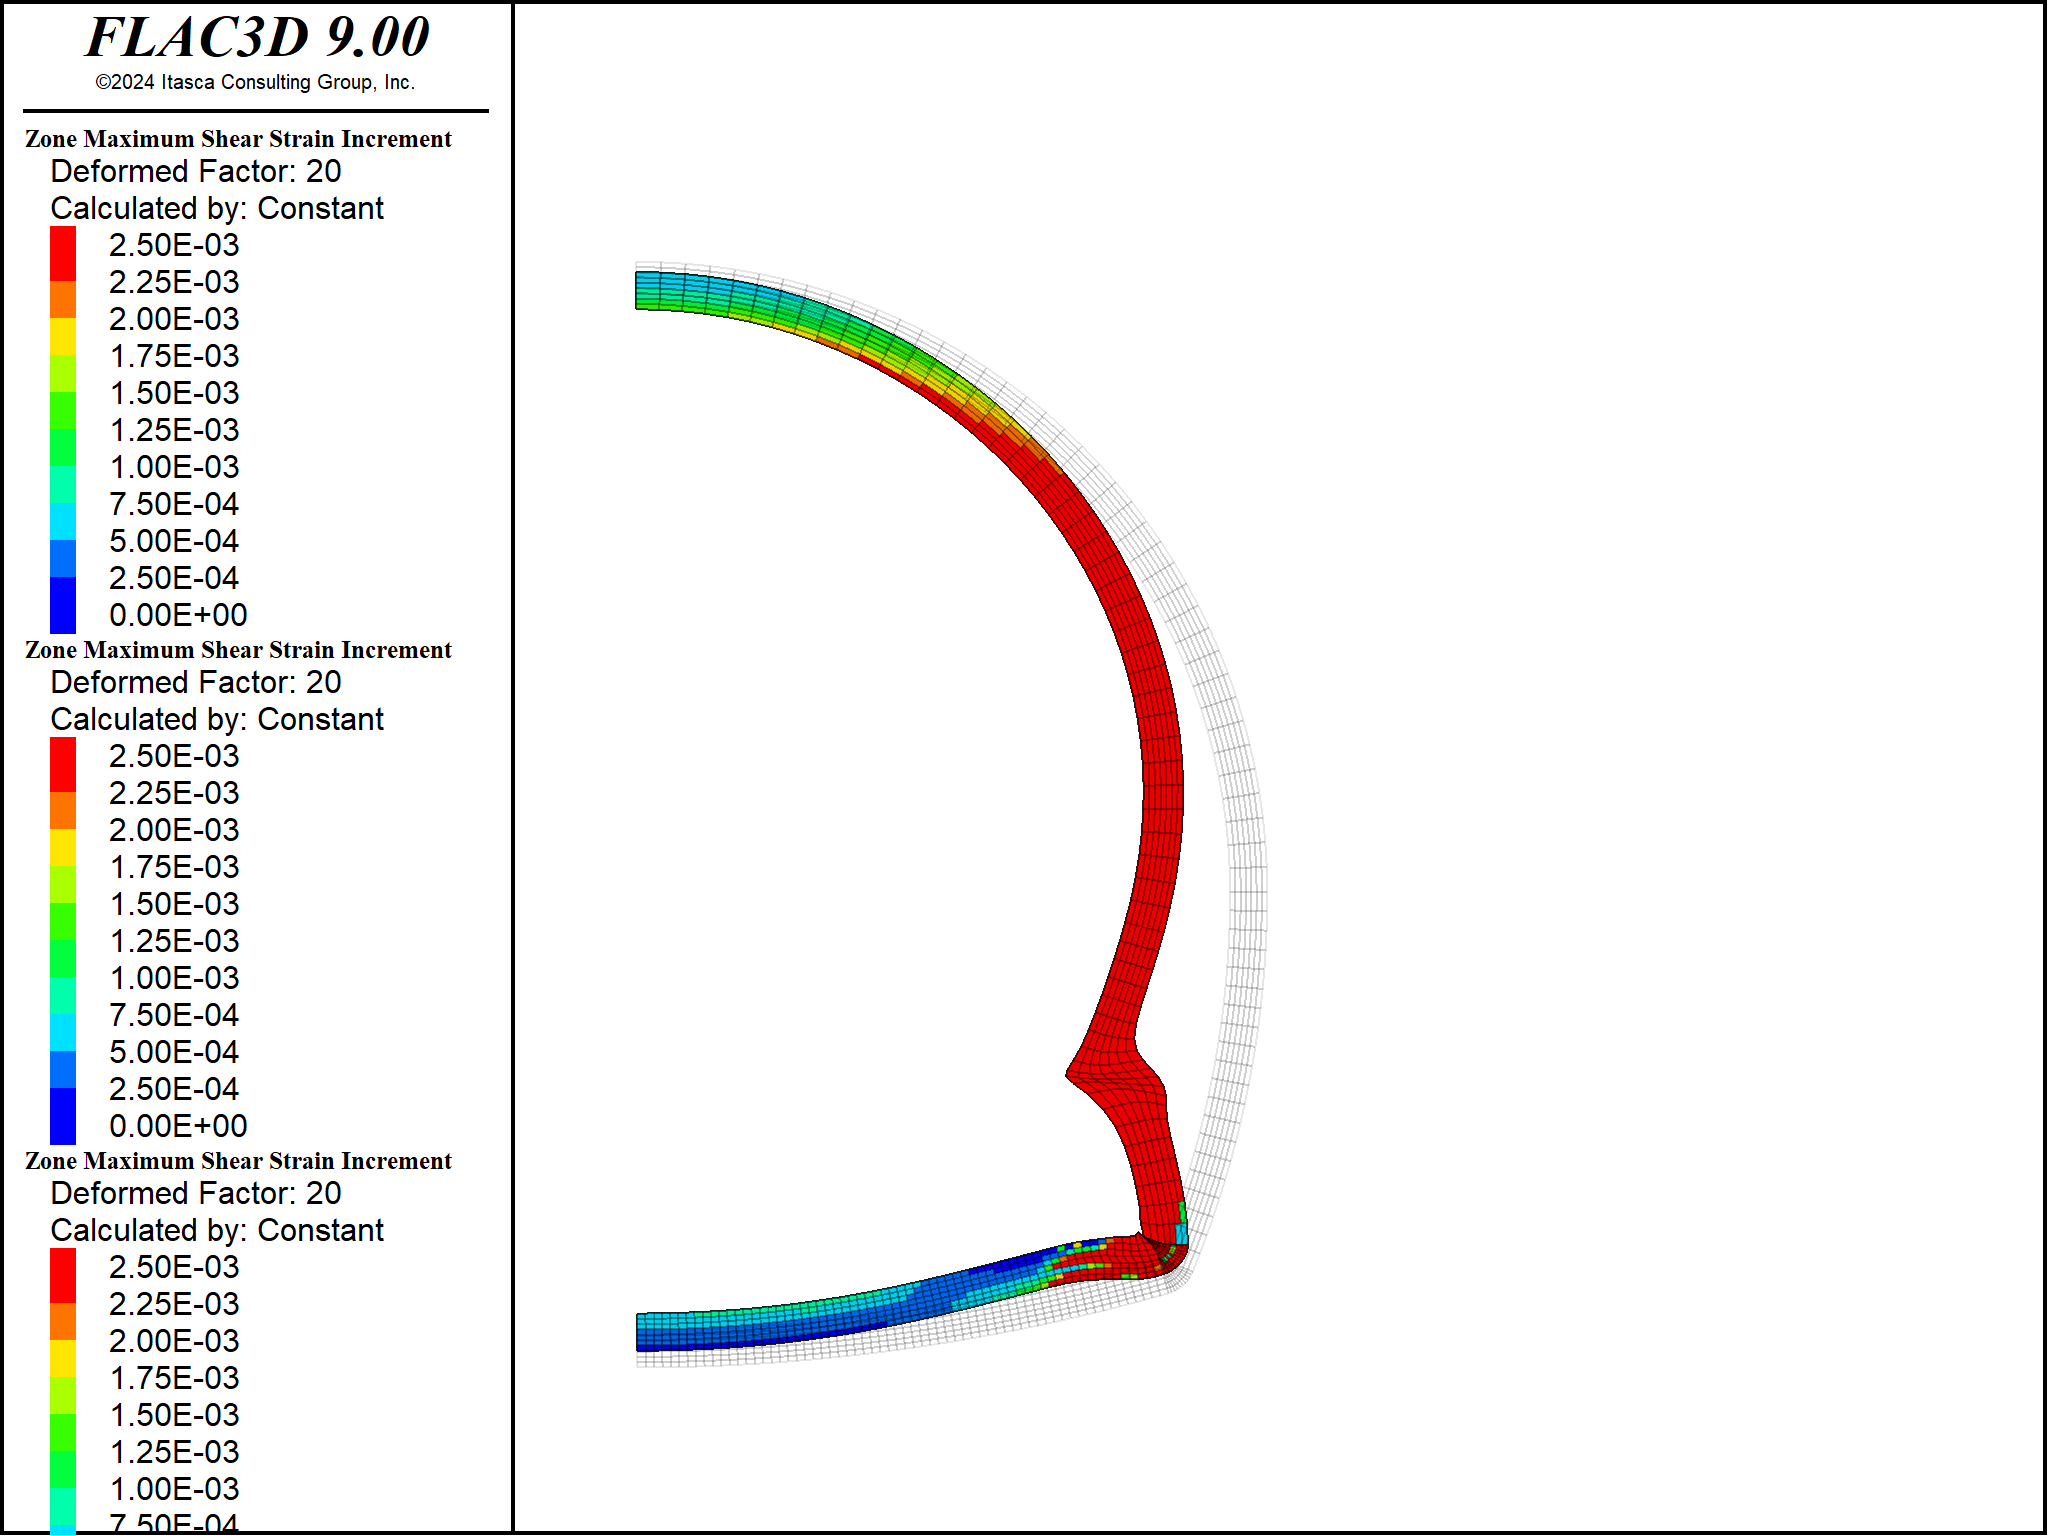 FLAC3D 9.00
©2024 Itasca Consulting Group, Inc.
Zone Maximum Shear Strain Increment
Deformed Factor: 20
Calculated by: Constant
2.50E-03
2.25E-03
2.00E-03
1.75E-03
1.50E-03
1.25E-03
1.00E-03
7.50E-04
5.00E-04
2.50E-04
0.00E+00
Zone Maximum Shear Strain Increment
Deformed Factor: 20
Calculated by: Constant
2.50E-03
2.25E-03
2.00E-03
1.75E-03
1.50E-03
1.25E-03
1.00E-03
7.50E-04
5.00E-04
2.50E-04
0.00E+00
Zone Maximum Shear Strain Increment
Deformed Factor: 20
Calculated by: Constant
2.50E-03
2.25E-03
2.00E-03
1.75E-03
1.50E-03
1.25E-03
1.00E-03
7.50E-04